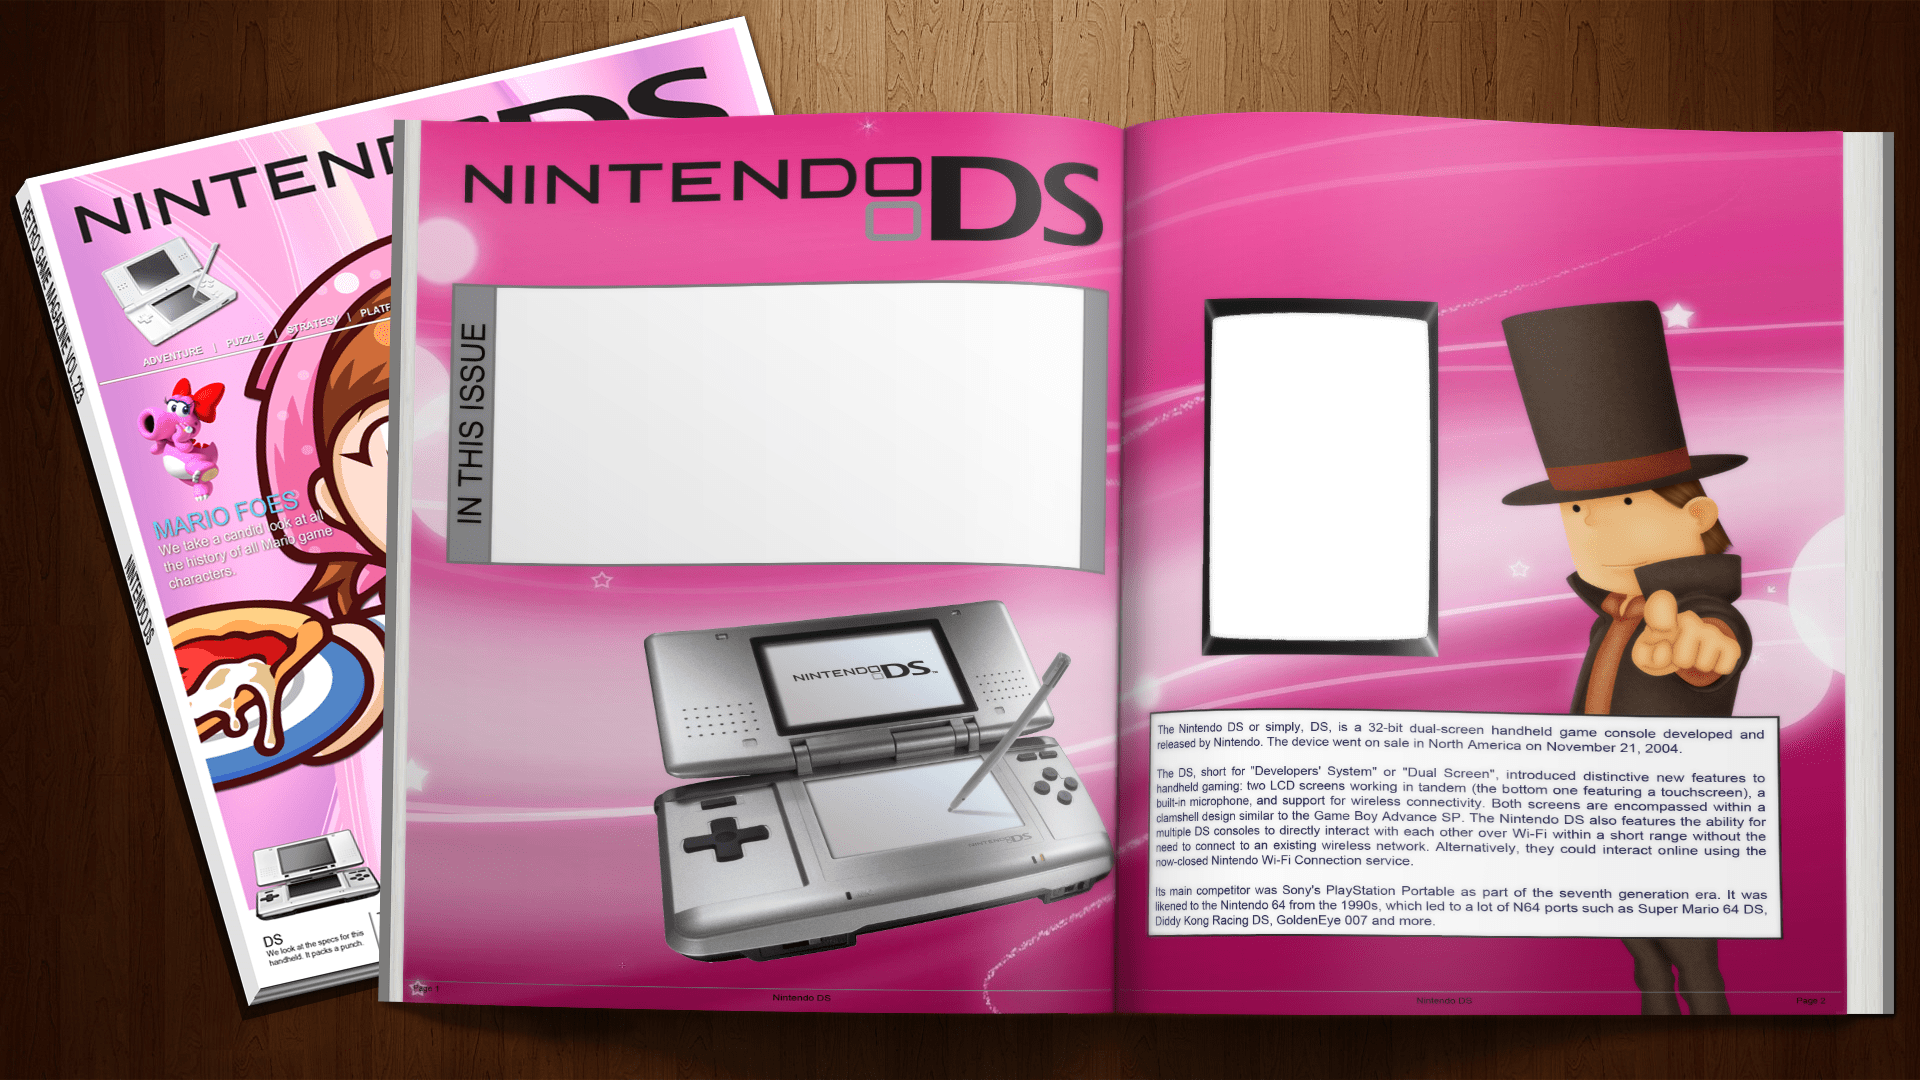 NINTENDO DS
RETRO GAME MAGAZINE VOL. 223
NINTENDO DS
ADVENTURE | PUZZLE | STRATEGY | PLATF
MARIO FOES
We take a candid look at all
the history of all Mario game
characters.
DS
We look at the specs for this
handheld. It packs a punch.
NINTENDO DS
IN THIS ISSUE
NINTENDO DS™
NINTENDO DS
Page 1
Nintendo DS
The Nintendo DS or simply, DS, is a 32-bit dual-screen handheld game console developed and
released by Nintendo. The device went on sale in North America on November 21, 2004.
The DS, short for "Developers' System" or "Dual Screen", introduced distinctive new features to
handheld gaming: two LCD screens working in tandem (the bottom one featuring a touchscreen), a
built-in microphone, and support for wireless connectivity. Both screens are encompassed within a
clamshell design similar to the Game Boy Advance SP. The Nintendo DS also features the ability for
multiple DS consoles to directly interact with each other over Wi-Fi within a short range without the
need to connect to an existing wireless network. Alternatively, they could interact online using the
now-closed Nintendo Wi-Fi Connection service.
Its main competitor was Sony's PlayStation Portable as part of the seventh generation era. It was
likened to the Nintendo 64 from the 1990s, which led to a lot of N64 ports such as Super Mario 64 DS,
Diddy Kong Racing DS, GoldenEye 007 and more.
Nintendo DS
Page 2